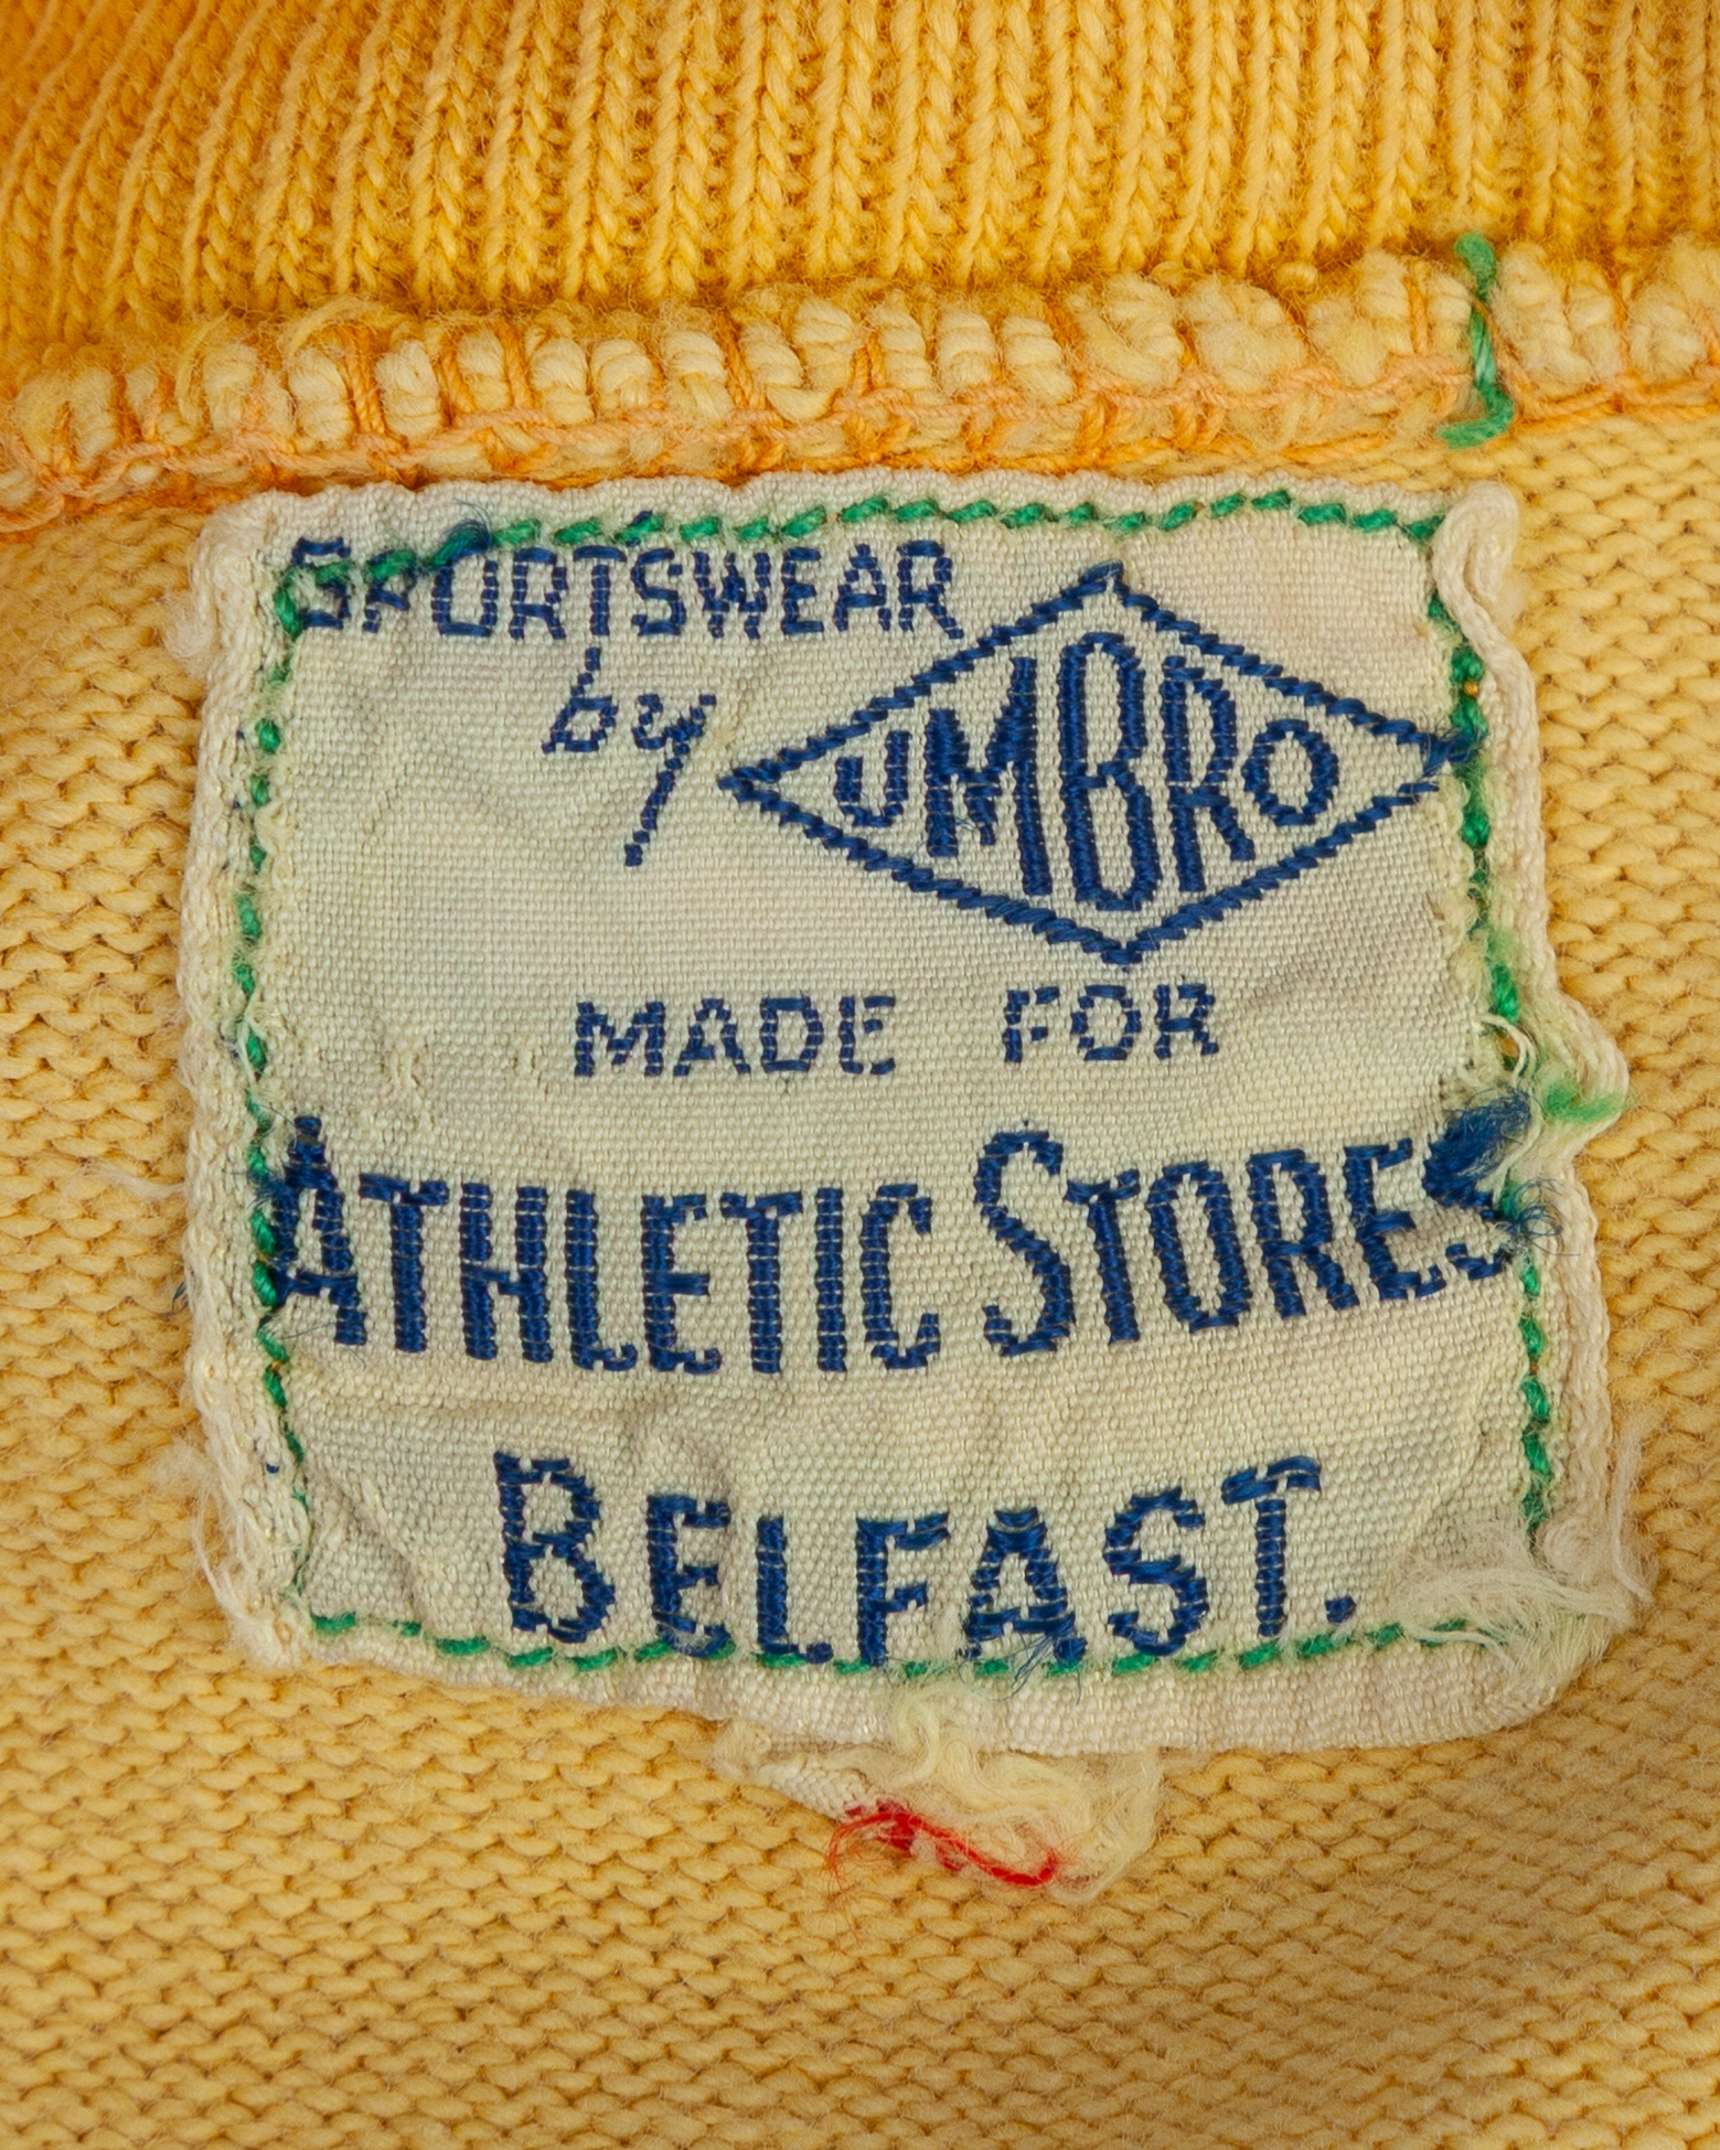 SPORTSWEAR
by UMBRO
MADE FOR
ATHLETIC STORES
BELFAST.